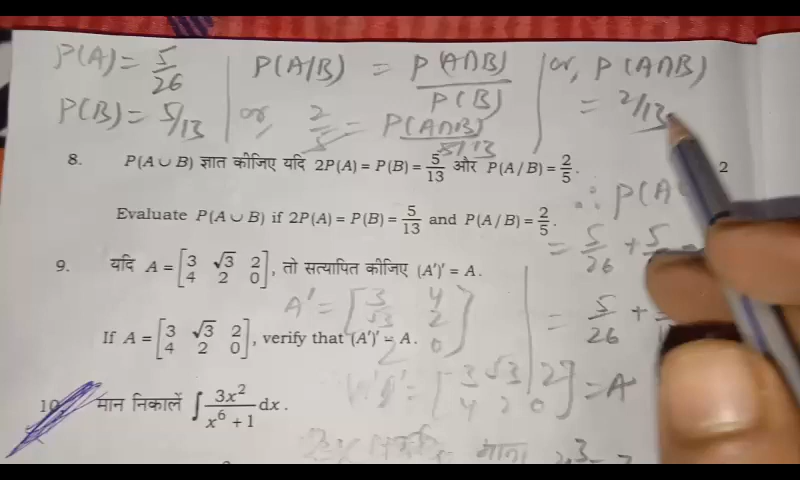 P(A) = 5/26 | P(A/B) = P(A∩B)/P(B) | or, P(A∩B)
P(B) = 5/13 | or, 2/5 = P(A∩B)/5/13 | = 2/13
8. P(A ∪ B) ज्ञात कीजिए यदि 2P(A) = P(B) = 5/13 और P(A/B) = 2/5. 2
∴ P(A
Evaluate P(A ∪ B) if 2P(A) = P(B) = 5/13 and P(A/B) = 2/5.
= 5/26 + 5/
9. यदि A = [3 √3 2; 4 2 0], तो सत्यापित कीजिए (A′)′ = A.
A′ = [3 4; √3 2; 2 0]
= 5/26 +
If A = [3 √3 2; 4 2 0], verify that (A′)′ = A.
= [3 √3 2; 4 2 0] = A
10. मान निकालें ∫ 3x²/(x⁶ + 1) dx.
माना